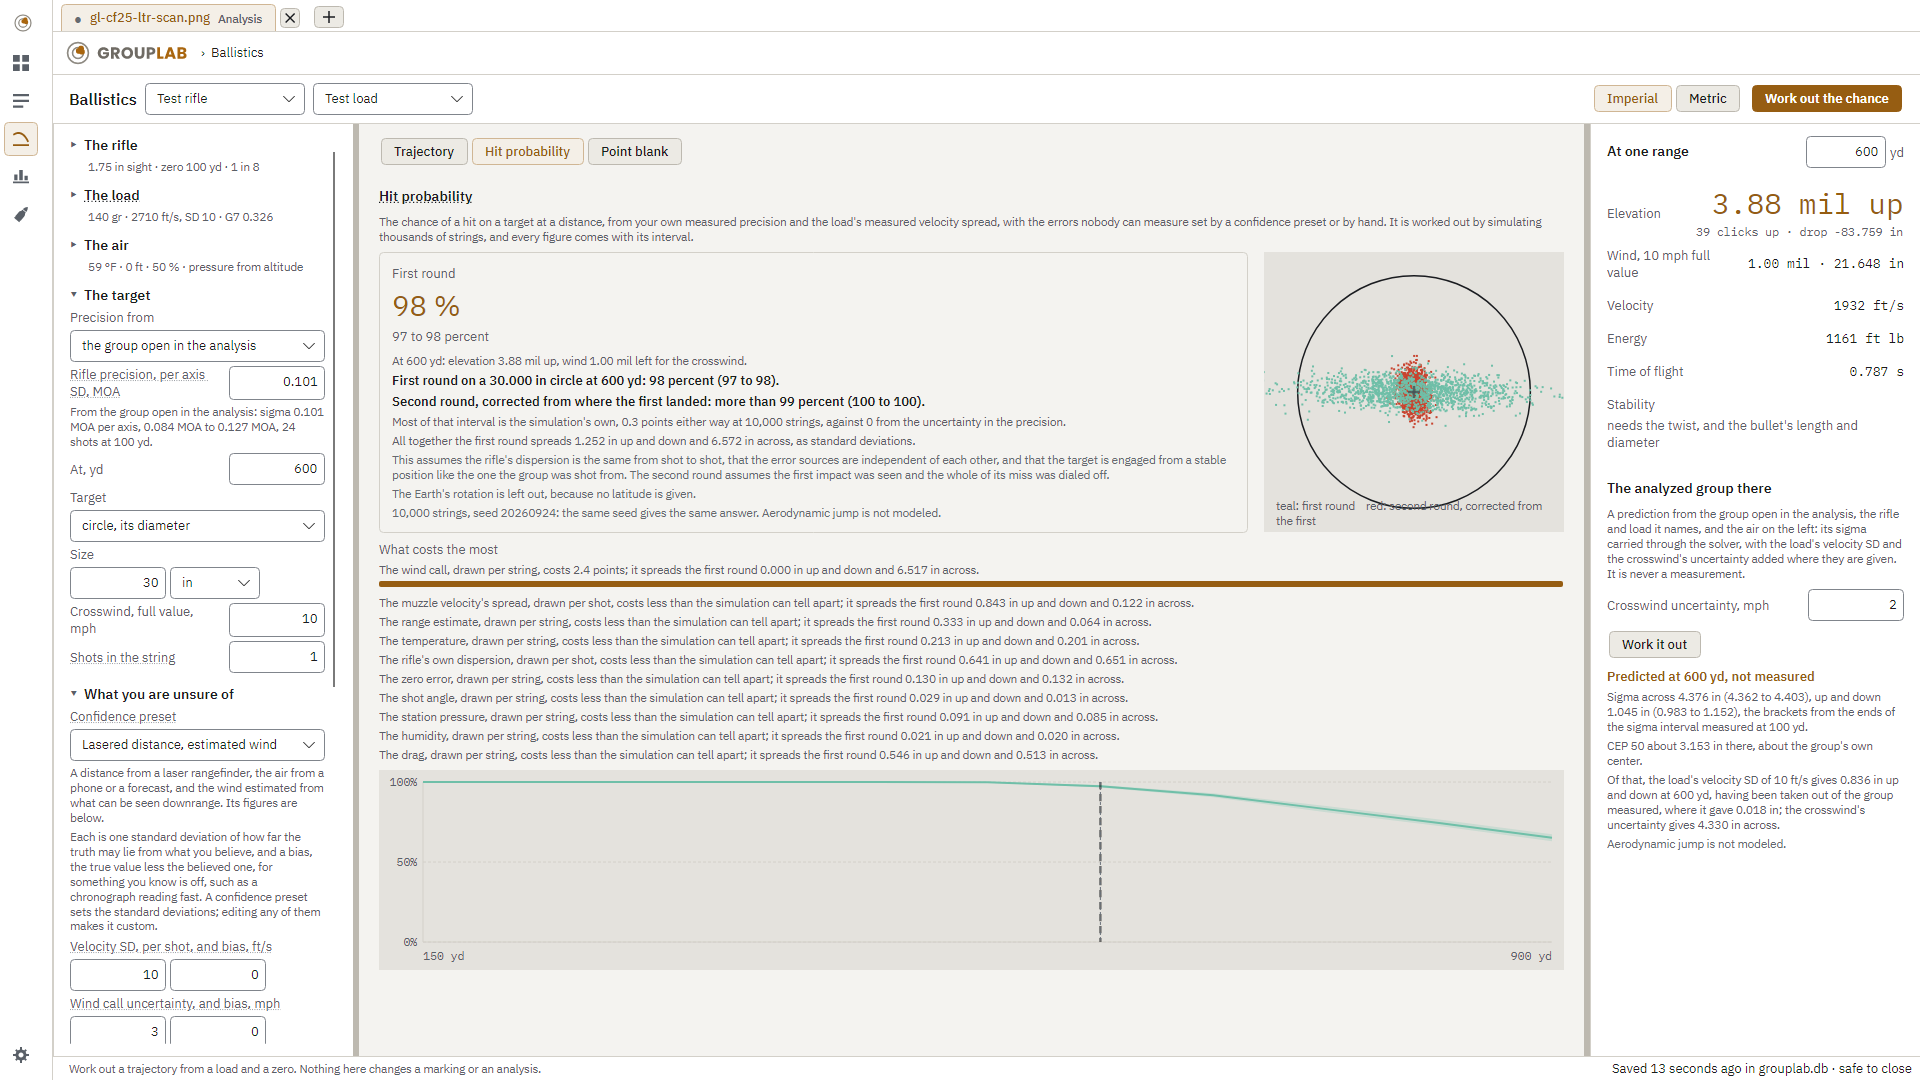 gl-cf25-ltr-scan.png Analysis
GROUPLAB › Ballistics
Ballistics
Test rifle
Test load
Imperial
Metric
Work out the chance
The rifle
1.75 in sight · zero 100 yd · 1 in 8
The load
140 gr · 2710 ft/s, SD 10 · G7 0.326
The air
59 °F · 0 ft · 50 % · pressure from altitude
The target
Precision from
the group open in the analysis
Rifle precision, per axis
SD, MOA
0.101
From the group open in the analysis: sigma 0.101
MOA per axis, 0.084 MOA to 0.127 MOA, 24
shots at 100 yd.
At, yd
600
Target
circle, its diameter
Size
30
in
Crosswind, full value,
mph
10
Shots in the string
1
What you are unsure of
Confidence preset
Lasered distance, estimated wind
A distance from a laser rangefinder, the air from a
phone or a forecast, and the wind estimated from
what can be seen downrange. Its figures are
below.
Each is one standard deviation of how far the
truth may lie from what you believe, and a bias,
the true value less the believed one, for
something you know is off, such as a
chronograph reading fast. A confidence preset
sets the standard deviations; editing any of them
makes it custom.
Velocity SD, per shot, and bias, ft/s
10
0
Wind call uncertainty, and bias, mph
3
0
Trajectory
Hit probability
Point blank
Hit probability
The chance of a hit on a target at a distance, from your own measured precision and the load's measured velocity spread, with the errors nobody can measure set by a confidence preset or by hand. It is worked out by simulating
thousands of strings, and every figure comes with its interval.
First round
98 %
97 to 98 percent
At 600 yd: elevation 3.88 mil up, wind 1.00 mil left for the crosswind.
First round on a 30.000 in circle at 600 yd: 98 percent (97 to 98).
Second round, corrected from where the first landed: more than 99 percent (100 to 100).
Most of that interval is the simulation's own, 0.3 points either way at 10,000 strings, against 0 from the uncertainty in the precision.
All together the first round spreads 1.252 in up and down and 6.572 in across, as standard deviations.
This assumes the rifle's dispersion is the same from shot to shot, that the error sources are independent of each other, and that the target is engaged from a stable
position like the one the group was shot from. The second round assumes the first impact was seen and the whole of its miss was dialed off.
The Earth's rotation is left out, because no latitude is given.
10,000 strings, seed 20260924: the same seed gives the same answer. Aerodynamic jump is not modeled.
teal: first round red: second round, corrected from
the first
What costs the most
The wind call, drawn per string, costs 2.4 points; it spreads the first round 0.000 in up and down and 6.517 in across.
The muzzle velocity's spread, drawn per shot, costs less than the simulation can tell apart; it spreads the first round 0.843 in up and down and 0.122 in across.
The range estimate, drawn per string, costs less than the simulation can tell apart; it spreads the first round 0.333 in up and down and 0.064 in across.
The temperature, drawn per string, costs less than the simulation can tell apart; it spreads the first round 0.213 in up and down and 0.201 in across.
The rifle's own dispersion, drawn per shot, costs less than the simulation can tell apart; it spreads the first round 0.641 in up and down and 0.651 in across.
The zero error, drawn per string, costs less than the simulation can tell apart; it spreads the first round 0.130 in up and down and 0.132 in across.
The shot angle, drawn per string, costs less than the simulation can tell apart; it spreads the first round 0.029 in up and down and 0.013 in across.
The station pressure, drawn per string, costs less than the simulation can tell apart; it spreads the first round 0.091 in up and down and 0.085 in across.
The humidity, drawn per string, costs less than the simulation can tell apart; it spreads the first round 0.021 in up and down and 0.020 in across.
The drag, drawn per string, costs less than the simulation can tell apart; it spreads the first round 0.546 in up and down and 0.513 in across.
100%
50%
0%
150 yd
900 yd
At one range
600 yd
Elevation
3.88 mil up
39 clicks up · drop -83.759 in
Wind, 10 mph full
value
1.00 mil · 21.648 in
Velocity
1932 ft/s
Energy
1161 ft lb
Time of flight
0.787 s
Stability
needs the twist, and the bullet's length and
diameter
The analyzed group there
A prediction from the group open in the analysis, the rifle
and load it names, and the air on the left: its sigma
carried through the solver, with the load's velocity SD and
the crosswind's uncertainty added where they are given.
It is never a measurement.
Crosswind uncertainty, mph
2
Work it out
Predicted at 600 yd, not measured
Sigma across 4.376 in (4.362 to 4.403), up and down
1.045 in (0.983 to 1.152), the brackets from the ends of
the sigma interval measured at 100 yd.
CEP 50 about 3.153 in there, about the group's own
center.
Of that, the load's velocity SD of 10 ft/s gives 0.836 in up
and down at 600 yd, having been taken out of the group
measured, where it gave 0.018 in; the crosswind's
uncertainty gives 4.330 in across.
Aerodynamic jump is not modeled.
Work out a trajectory from a load and a zero. Nothing here changes a marking or an analysis.
Saved 13 seconds ago in grouplab.db · safe to close